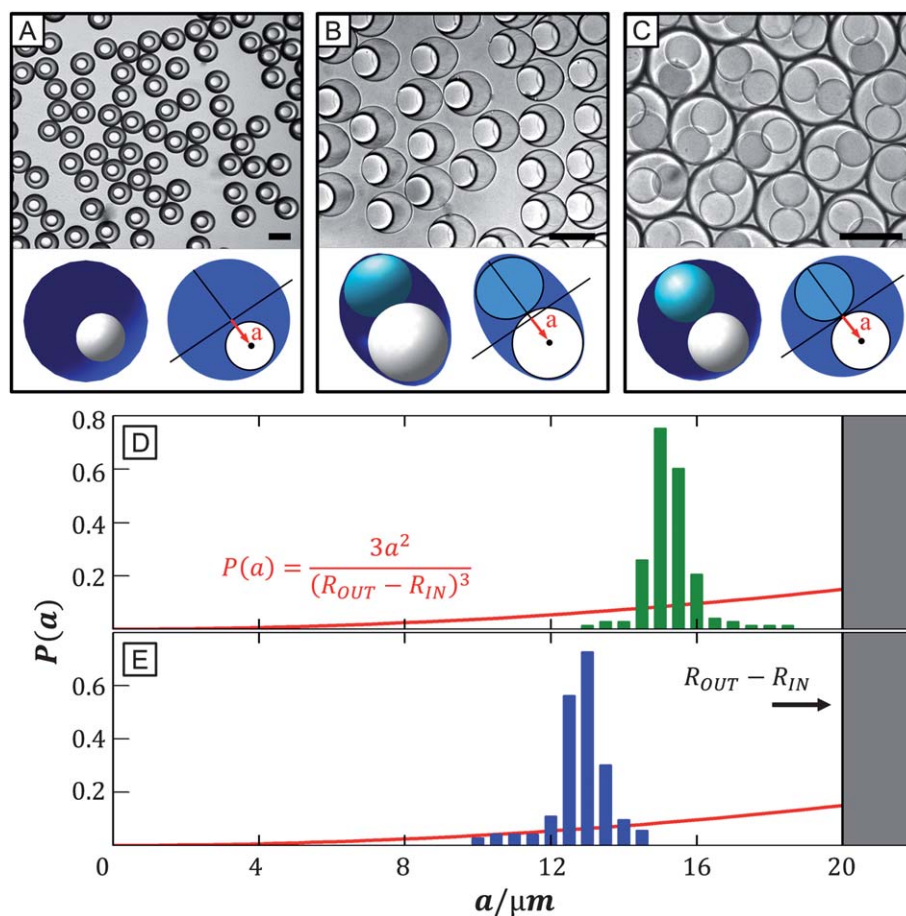 A
B
C
a
a
a
D
0.8
0.6
0.4
0.2
P(a) = 3a² / (R_OUT − R_IN)³
P(a)
E
R_OUT − R_IN
0.6
0.4
0.2
0
4
8
12
16
20
a/μm